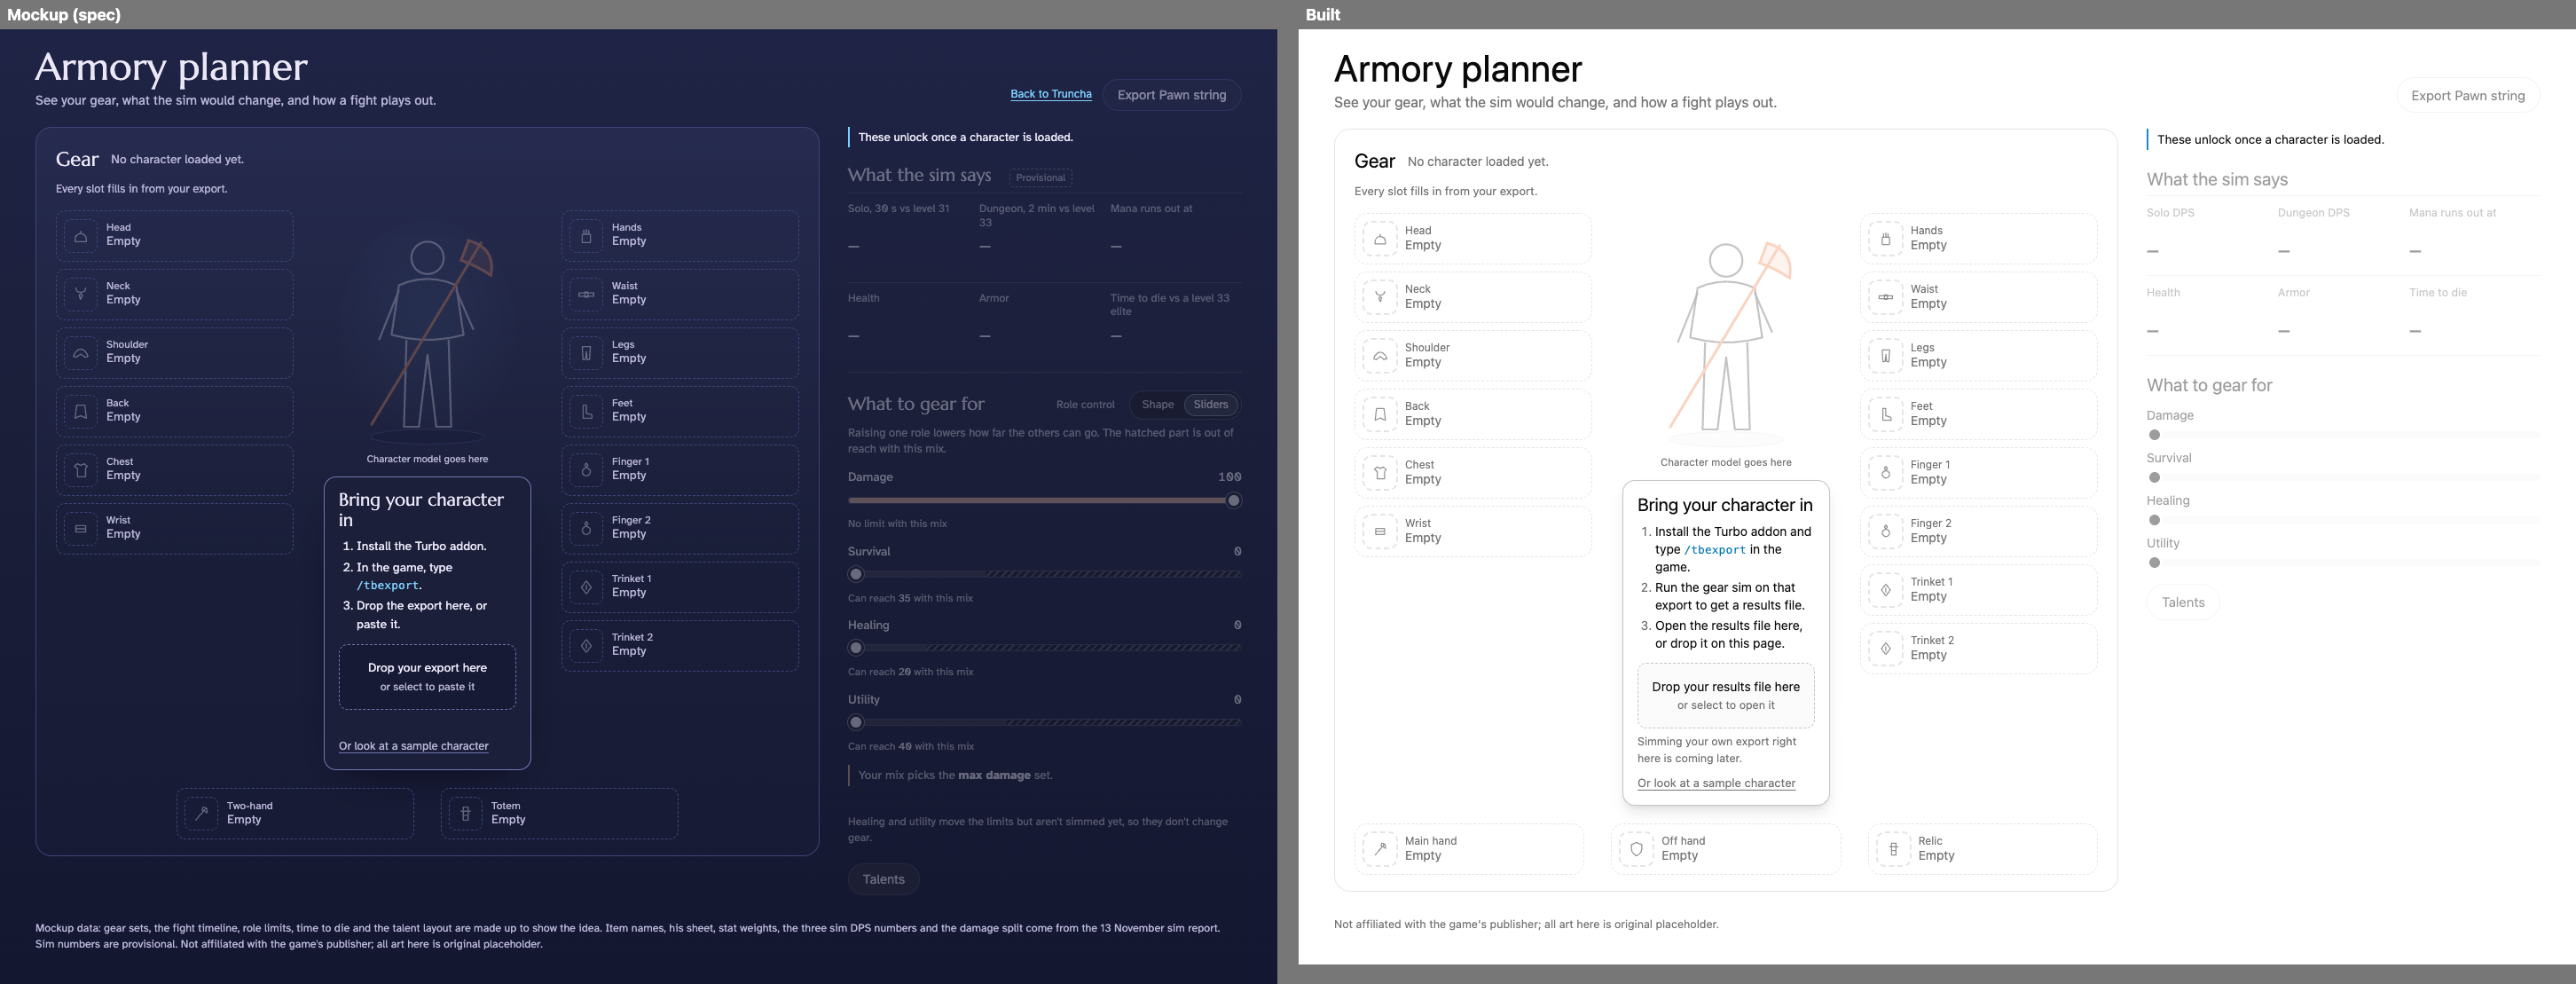 Mockup (spec)
Armory planner
See your gear, what the sim would change, and how a fight plays out.
Back to Truncha
Export Pawn string
Gear No character loaded yet.
Every slot fills in from your export.
Head
Empty
Neck
Empty
Shoulder
Empty
Back
Empty
Chest
Empty
Wrist
Empty
Character model goes here
Bring your character
in
1. Install the Turbo addon.
2. In the game, type
/tbexport.
3. Drop the export here, or
paste it.
Drop your export here
or select to paste it
Or look at a sample character
Hands
Empty
Waist
Empty
Legs
Empty
Feet
Empty
Finger 1
Empty
Finger 2
Empty
Trinket 1
Empty
Trinket 2
Empty
Two-hand
Empty
Totem
Empty
These unlock once a character is loaded.
What the sim says Provisional
Solo, 30 s vs level 31
—
Dungeon, 2 min vs level
33
—
Mana runs out at
—
Health
—
Armor
—
Time to die vs a level 33
elite
—
What to gear for
Role control Shape Sliders
Raising one role lowers how far the others can go. The hatched part is out of
reach with this mix.
Damage 100
No limit with this mix
Survival 0
Can reach 35 with this mix
Healing 0
Can reach 20 with this mix
Utility 0
Can reach 40 with this mix
Your mix picks the max damage set.
Healing and utility move the limits but aren't simmed yet, so they don't change
gear.
Talents
Mockup data: gear sets, the fight timeline, role limits, time to die and the talent layout are made up to show the idea. Item names, his sheet, stat weights, the three sim DPS numbers and the damage split come from the 13 November sim report.
Sim numbers are provisional. Not affiliated with the game's publisher; all art here is original placeholder.
Built
Armory planner
See your gear, what the sim would change, and how a fight plays out.
Export Pawn string
Gear No character loaded yet.
Every slot fills in from your export.
Head
Empty
Neck
Empty
Shoulder
Empty
Back
Empty
Chest
Empty
Wrist
Empty
Character model goes here
Bring your character in
1. Install the Turbo addon and
type /tbexport in the
game.
2. Run the gear sim on that
export to get a results file.
3. Open the results file here,
or drop it on this page.
Drop your results file here
or select to open it
Simming your own export right
here is coming later.
Or look at a sample character
Hands
Empty
Waist
Empty
Legs
Empty
Feet
Empty
Finger 1
Empty
Finger 2
Empty
Trinket 1
Empty
Trinket 2
Empty
Main hand
Empty
Off hand
Empty
Relic
Empty
These unlock once a character is loaded.
What the sim says
Solo DPS
—
Dungeon DPS
—
Mana runs out at
—
Health
—
Armor
—
Time to die
—
What to gear for
Damage
Survival
Healing
Utility
Talents
Not affiliated with the game's publisher; all art here is original placeholder.